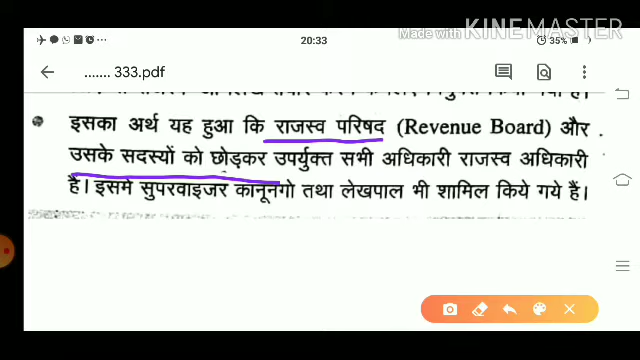 Made with KINEMASTER
20:33
35%
....... 333.pdf
इसका अर्थ यह हुआ कि राजस्व परिषद (Revenue Board) और
उसके सदस्यों को छोड़कर उपर्युक्त सभी अधिकारी राजस्व अधिकारी
है। इसमे सुपरवाइजर कानूनगो तथा लेखपाल भी शामिल किये गये हैं।